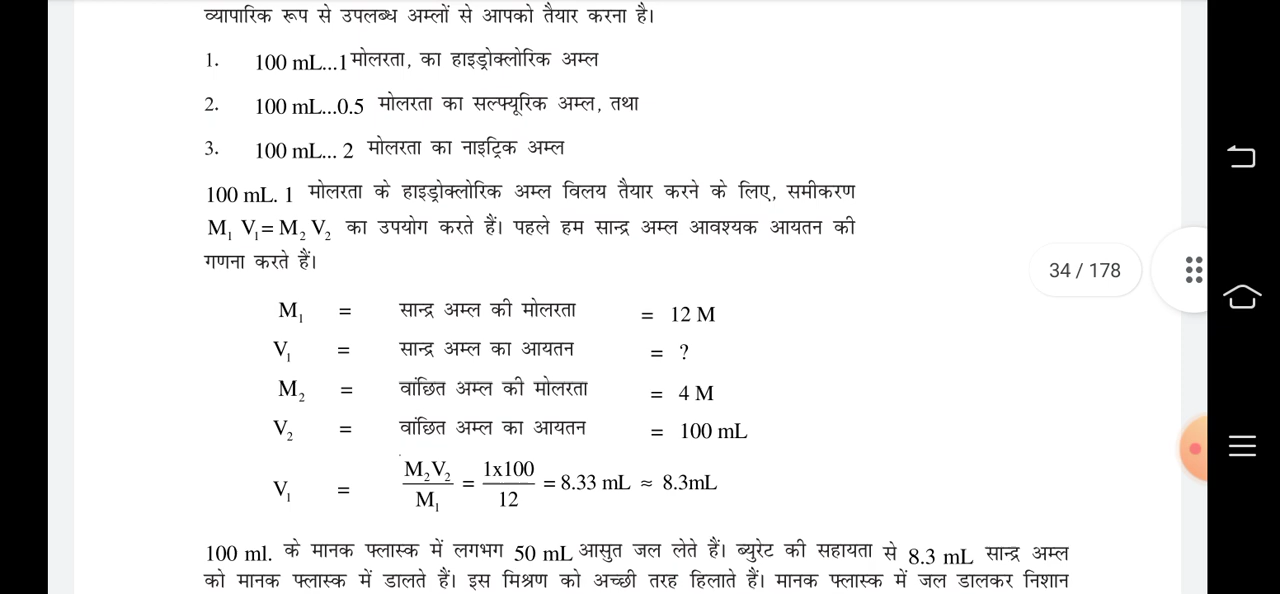 व्यापारिक रूप से उपलब्ध अम्लों से आपको तैयार करना है।
1. 100 mL...1 मोलरता, का हाइड्रोक्लोरिक अम्ल
2. 100 mL...0.5 मोलरता का सल्फ्यूरिक अम्ल, तथा
3. 100 mL... 2 मोलरता का नाइट्रिक अम्ल
100 mL. 1 मोलरता के हाइड्रोक्लोरिक अम्ल विलय तैयार करने के लिए, समीकरण
M₁ V₁= M₂ V₂ का उपयोग करते हैं। पहले हम सान्द्र अम्ल आवश्यक आयतन की
गणना करते हैं।
34 / 178
M₁ = सान्द्र अम्ल की मोलरता = 12 M
V₁ = सान्द्र अम्ल का आयतन = ?
M₂ = वांछित अम्ल की मोलरता = 4 M
V₂ = वांछित अम्ल का आयतन = 100 mL
V₁ = M₂V₂/M₁ = 1x100/12 = 8.33 mL ≈ 8.3mL
100 ml. के मानक फ्लास्क में लगभग 50 mL आसुत जल लेते हैं। ब्युरेट की सहायता से 8.3 mL सान्द्र अम्ल
को मानक फ्लास्क में डालते हैं। इस मिश्रण को अच्छी तरह हिलाते हैं। मानक फ्लास्क में जल डालकर निशान